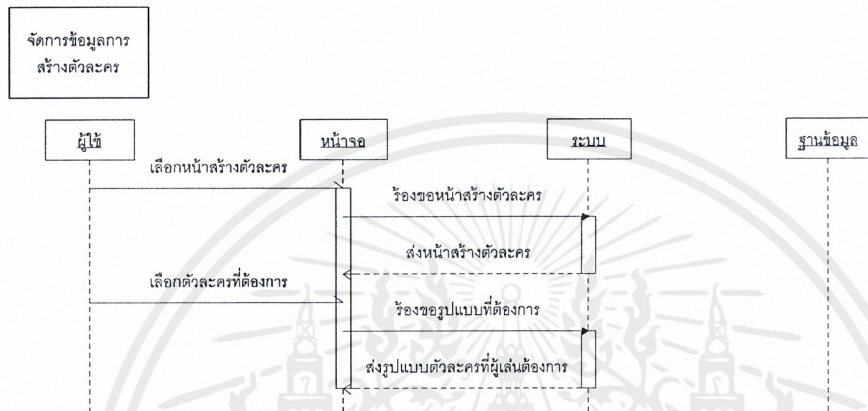 จัดการข้อมูลการ
สร้างตัวละคร
ผู้ใช้
หน้าจอ
ระบบ
ฐานข้อมูล
เลือกหน้าสร้างตัวละคร
ร้องขอหน้าสร้างตัวละคร
ส่งหน้าสร้างตัวละคร
เลือกตัวละครที่ต้องการ
ร้องขอรูปแบบที่ต้องการ
ส่งรูปแบบตัวละครที่ผู้เล่นต้องการ